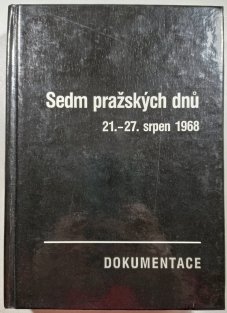 Sedm pražských dnů
21.–27. srpen 1968
DOKUMENTACE